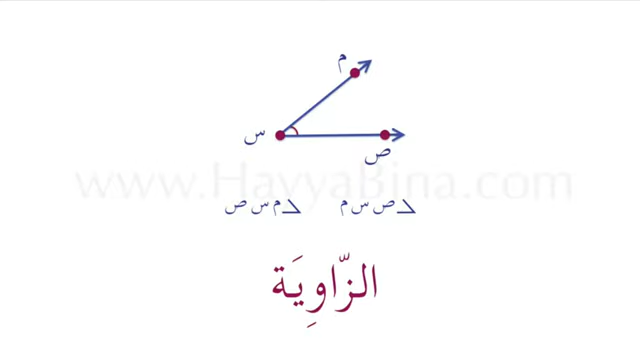 م
س
ص
www.HayyaBina.com
⦣ ص س م ⦣ م س ص
الزَّاوِيَة